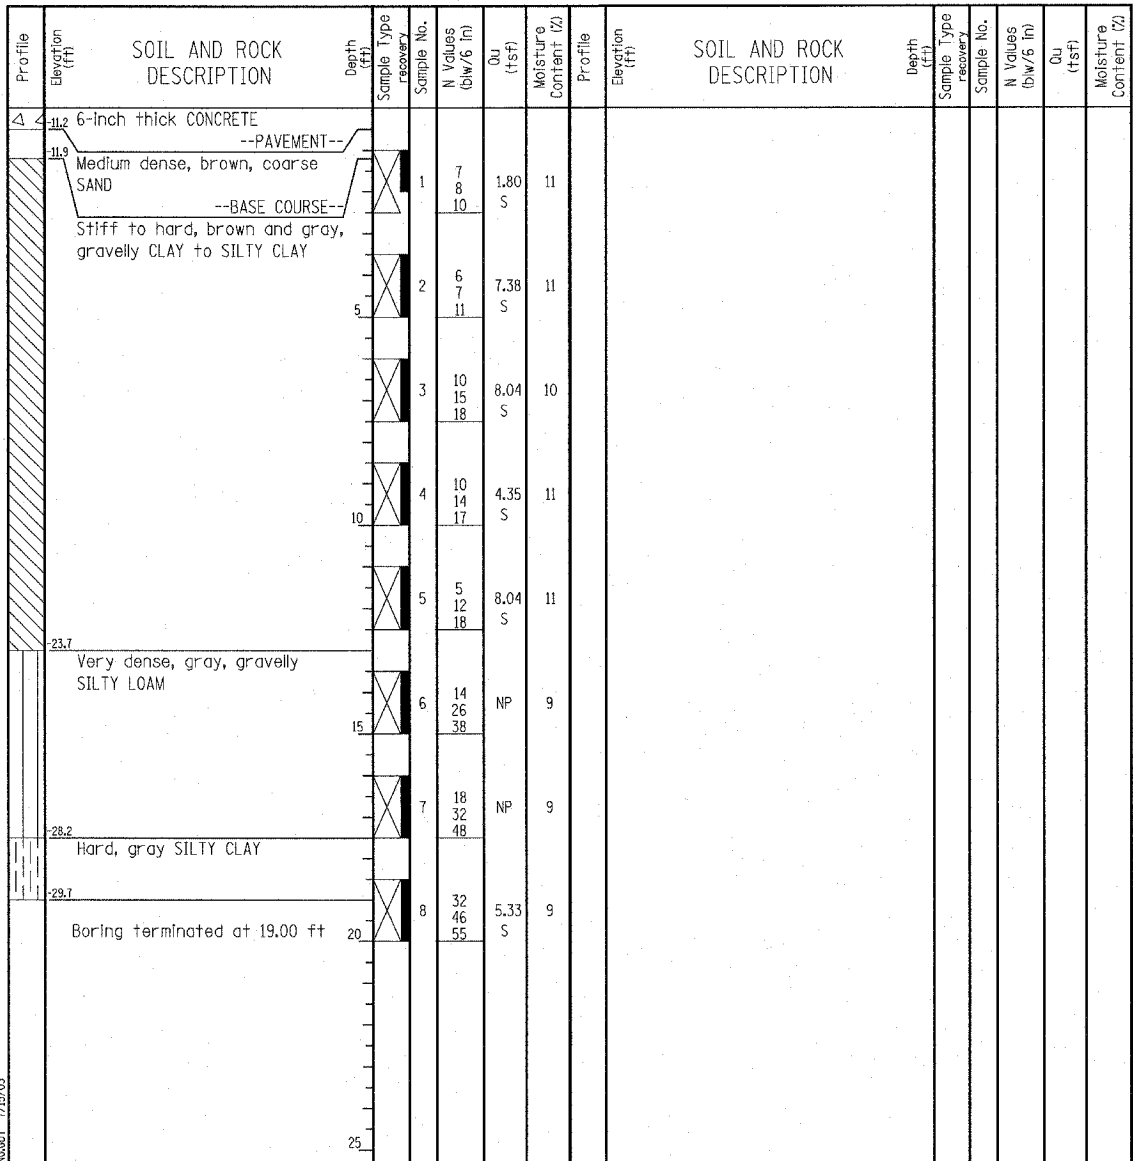 Profile
Elevation (ft)
SOIL AND ROCK DESCRIPTION
Depth (ft)
Sample Type recovery
Sample No.
N Values (blw/6 in)
Qu (tsf)
Moisture Content (%)
Profile
Elevation (ft)
SOIL AND ROCK DESCRIPTION
Depth (ft)
Sample Type recovery
Sample No.
N Values (blw/6 in)
Qu (tsf)
Moisture Content (%)
-11.2 6-inch thick CONCRETE
--PAVEMENT--
-11.9
Medium dense, brown, coarse
SAND
--BASE COURSE--
1 7 8 10 1.80 S 11
Stiff to hard, brown and gray,
gravelly CLAY to SILTY CLAY
2 6 7 11 7.38 S 11
5
3 10 15 18 8.04 S 10
4 10 14 17 4.35 S 11
10
5 5 12 18 8.04 S 11
-23.7
Very dense, gray, gravelly
SILTY LOAM
6 14 26 38 NP 9
15
7 18 32 48 NP 9
-28.2
Hard, gray SILTY CLAY
-29.7
8 32 46 55 5.33 S 9
Boring terminated at 19.00 ft 20
25